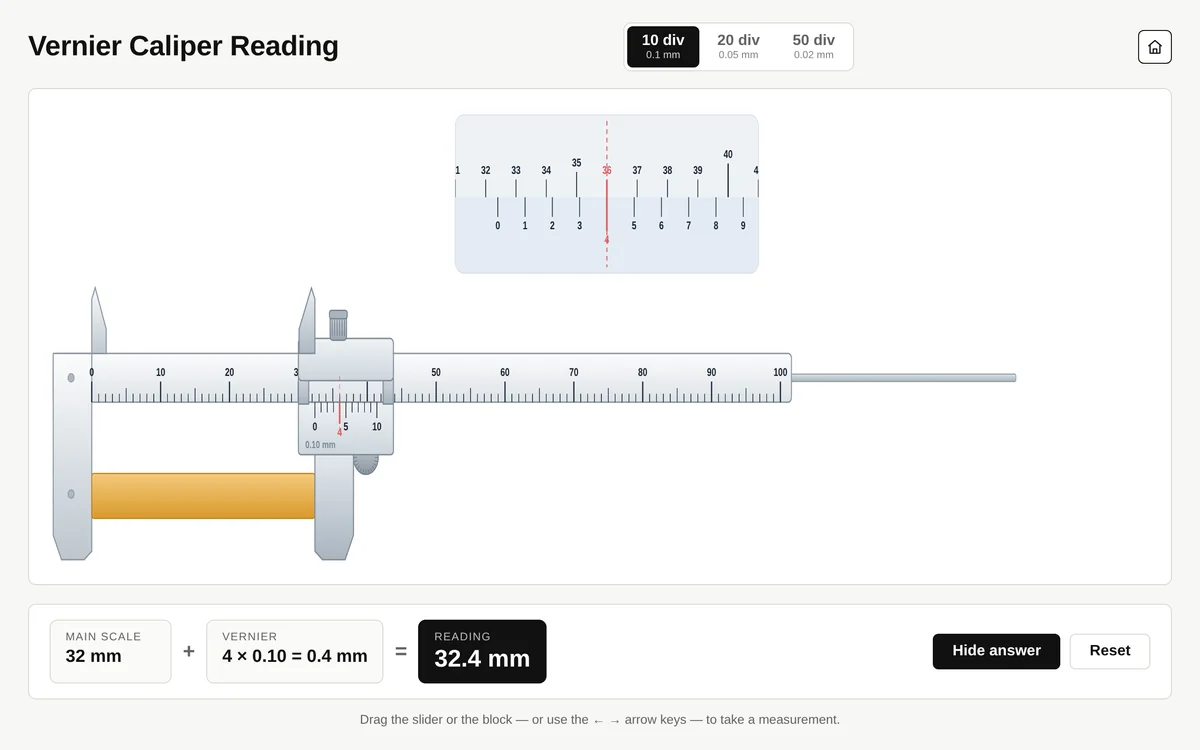 Vernier Caliper Reading
10 div 20 div 50 div
0.1 mm 0.05 mm 0.02 mm
40
35
1 32 33 34 36 37 38 39 4
0 1 2 3 5 6 7 8 9
4
0 10 20 3 50 60 70 80 90 100
0 5 10
4
0.10 mm
MAIN SCALE VERNIER READING
32 mm + 4 × 0.10 = 0.4 mm = 32.4 mm
Hide answer Reset
Drag the slider or the block — or use the ← → arrow keys — to take a measurement.